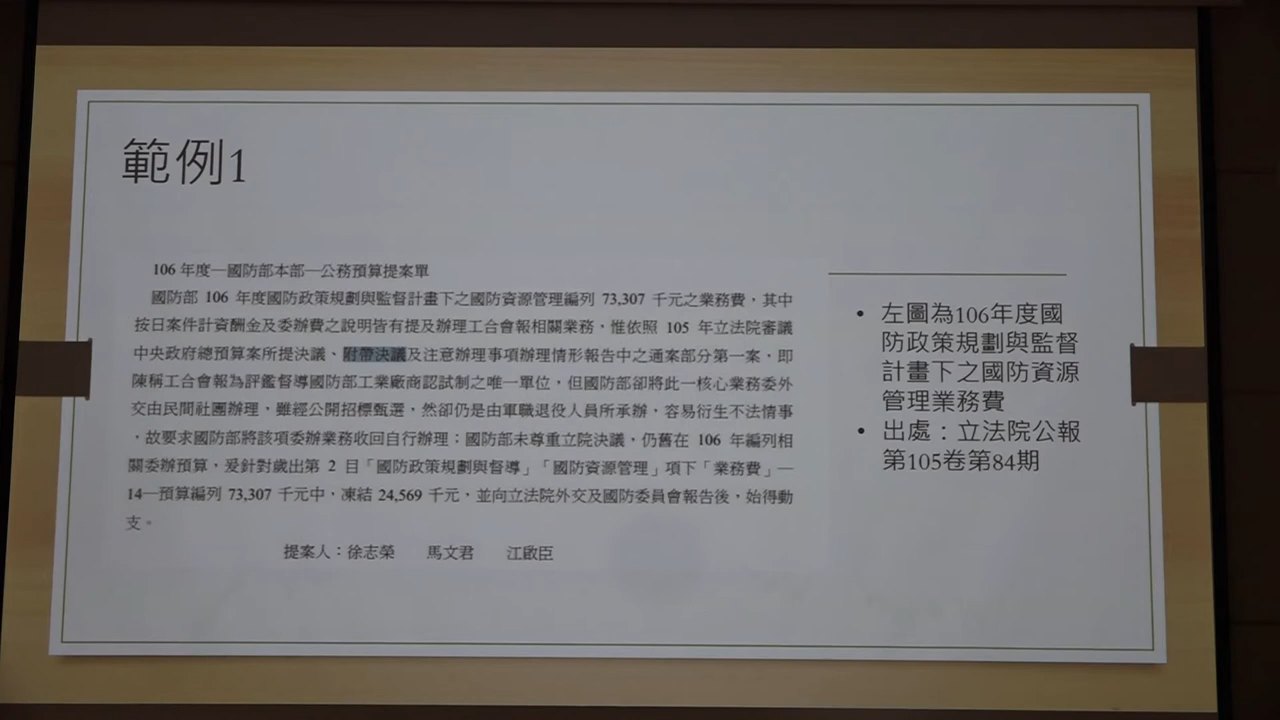 範例1
106 年度─國防部本部─公務預算提案單
國防部 106 年度國防政策規劃與監督計畫下之國防資源管理編列 73,307 千元之業務費，其中
按日案件計資酬金及委辦費之說明皆有提及辦理工合會報相關業務，惟依照 105 年立法院審議
中央政府總預算案所提決議、附帶決議及注意辦理事項辦理情形報告中之通案部分第一案，即
陳稱工合會報為評鑑督導國防部工業廠商認試制之唯一單位，但國防部卻將此一核心業務委外
交由民間社團辦理，雖經公開招標甄選，然卻仍是由軍職退役人員所承辦，容易衍生不法情事
，故要求國防部將該項委辦業務收回自行辦理；國防部未尊重立院決議，仍舊在 106 年編列相
關委辦預算，爰針對歲出第 2 目「國防政策規劃與督導」「國防資源管理」項下「業務費」─
14─預算編列 73,307 千元中，凍結 24,569 千元，並向立法院外交及國防委員會報告後，始得動
支。
提案人：徐志榮 馬文君 江啟臣
• 左圖為106年度國
防政策規劃與監督
計畫下之國防資源
管理業務費
• 出處：立法院公報
第105卷第84期